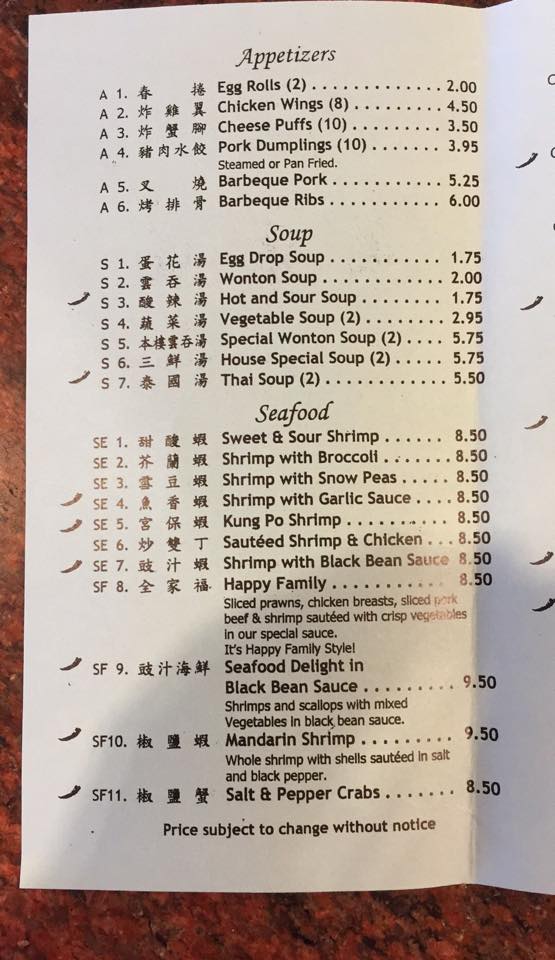 Appetizers
A 1. 春 捲 Egg Rolls (2) . . . . . . . . . . . . . 2.00
A 2. 炸 雞 翼 Chicken Wings (8) . . . . . . . . . 4.50
A 3. 炸 蟹 腳 Cheese Puffs (10) . . . . . . . . . 3.50
A 4. 豬肉水餃 Pork Dumplings (10) . . . . . . . 3.95
Steamed or Pan Fried.
A 5. 叉 燒 Barbeque Pork . . . . . . . . . . . 5.25
A 6. 烤 排 骨 Barbeque Ribs . . . . . . . . . . . 6.00
Soup
S 1. 蛋 花 湯 Egg Drop Soup . . . . . . . . . . . 1.75
S 2. 雲 吞 湯 Wonton Soup . . . . . . . . . . . . 2.00
S 3. 酸 辣 湯 Hot and Sour Soup . . . . . . . . 1.75
S 4. 蔬 菜 湯 Vegetable Soup (2) . . . . . . . . 2.95
S 5. 本樓雲吞湯 Special Wonton Soup (2) . . . . 5.75
S 6. 三 鮮 湯 House Special Soup (2) . . . . . 5.75
S 7. 泰 國 湯 Thai Soup (2) . . . . . . . . . . . . 5.50
Seafood
SE 1. 甜 酸 蝦 Sweet & Sour Shrimp . . . . . . 8.50
SE 2. 芥 蘭 蝦 Shrimp with Broccoli . . . . . . . 8.50
SE 3. 雪 豆 蝦 Shrimp with Snow Peas . . . . . 8.50
SE 4. 魚 香 蝦 Shrimp with Garlic Sauce . . . . 8.50
SE 5. 宮 保 蝦 Kung Po Shrimp . . . . . . . . . . 8.50
SE 6. 炒 雙 丁 Sautéed Shrimp & Chicken . . . 8.50
SE 7. 豉 汁 蝦 Shrimp with Black Bean Sauce 8.50
SF 8. 全 家 福 Happy Family . . . . . . . . . . . 8.50
Sliced prawns, chicken breasts, sliced pork
beef & shrimp sautéed with crisp vegetables
in our special sauce.
It's Happy Family Style!
SF 9. 豉汁海鮮 Seafood Delight in
Black Bean Sauce . . . . . . . . . 9.50
Shrimps and scallops with mixed
Vegetables in black bean sauce.
SF10. 椒 鹽 蝦 Mandarin Shrimp . . . . . . . . . 9.50
Whole shrimp with shells sautéed in salt
and black pepper.
SF11. 椒 鹽 蟹 Salt & Pepper Crabs . . . . . . . 8.50
Price subject to change without notice